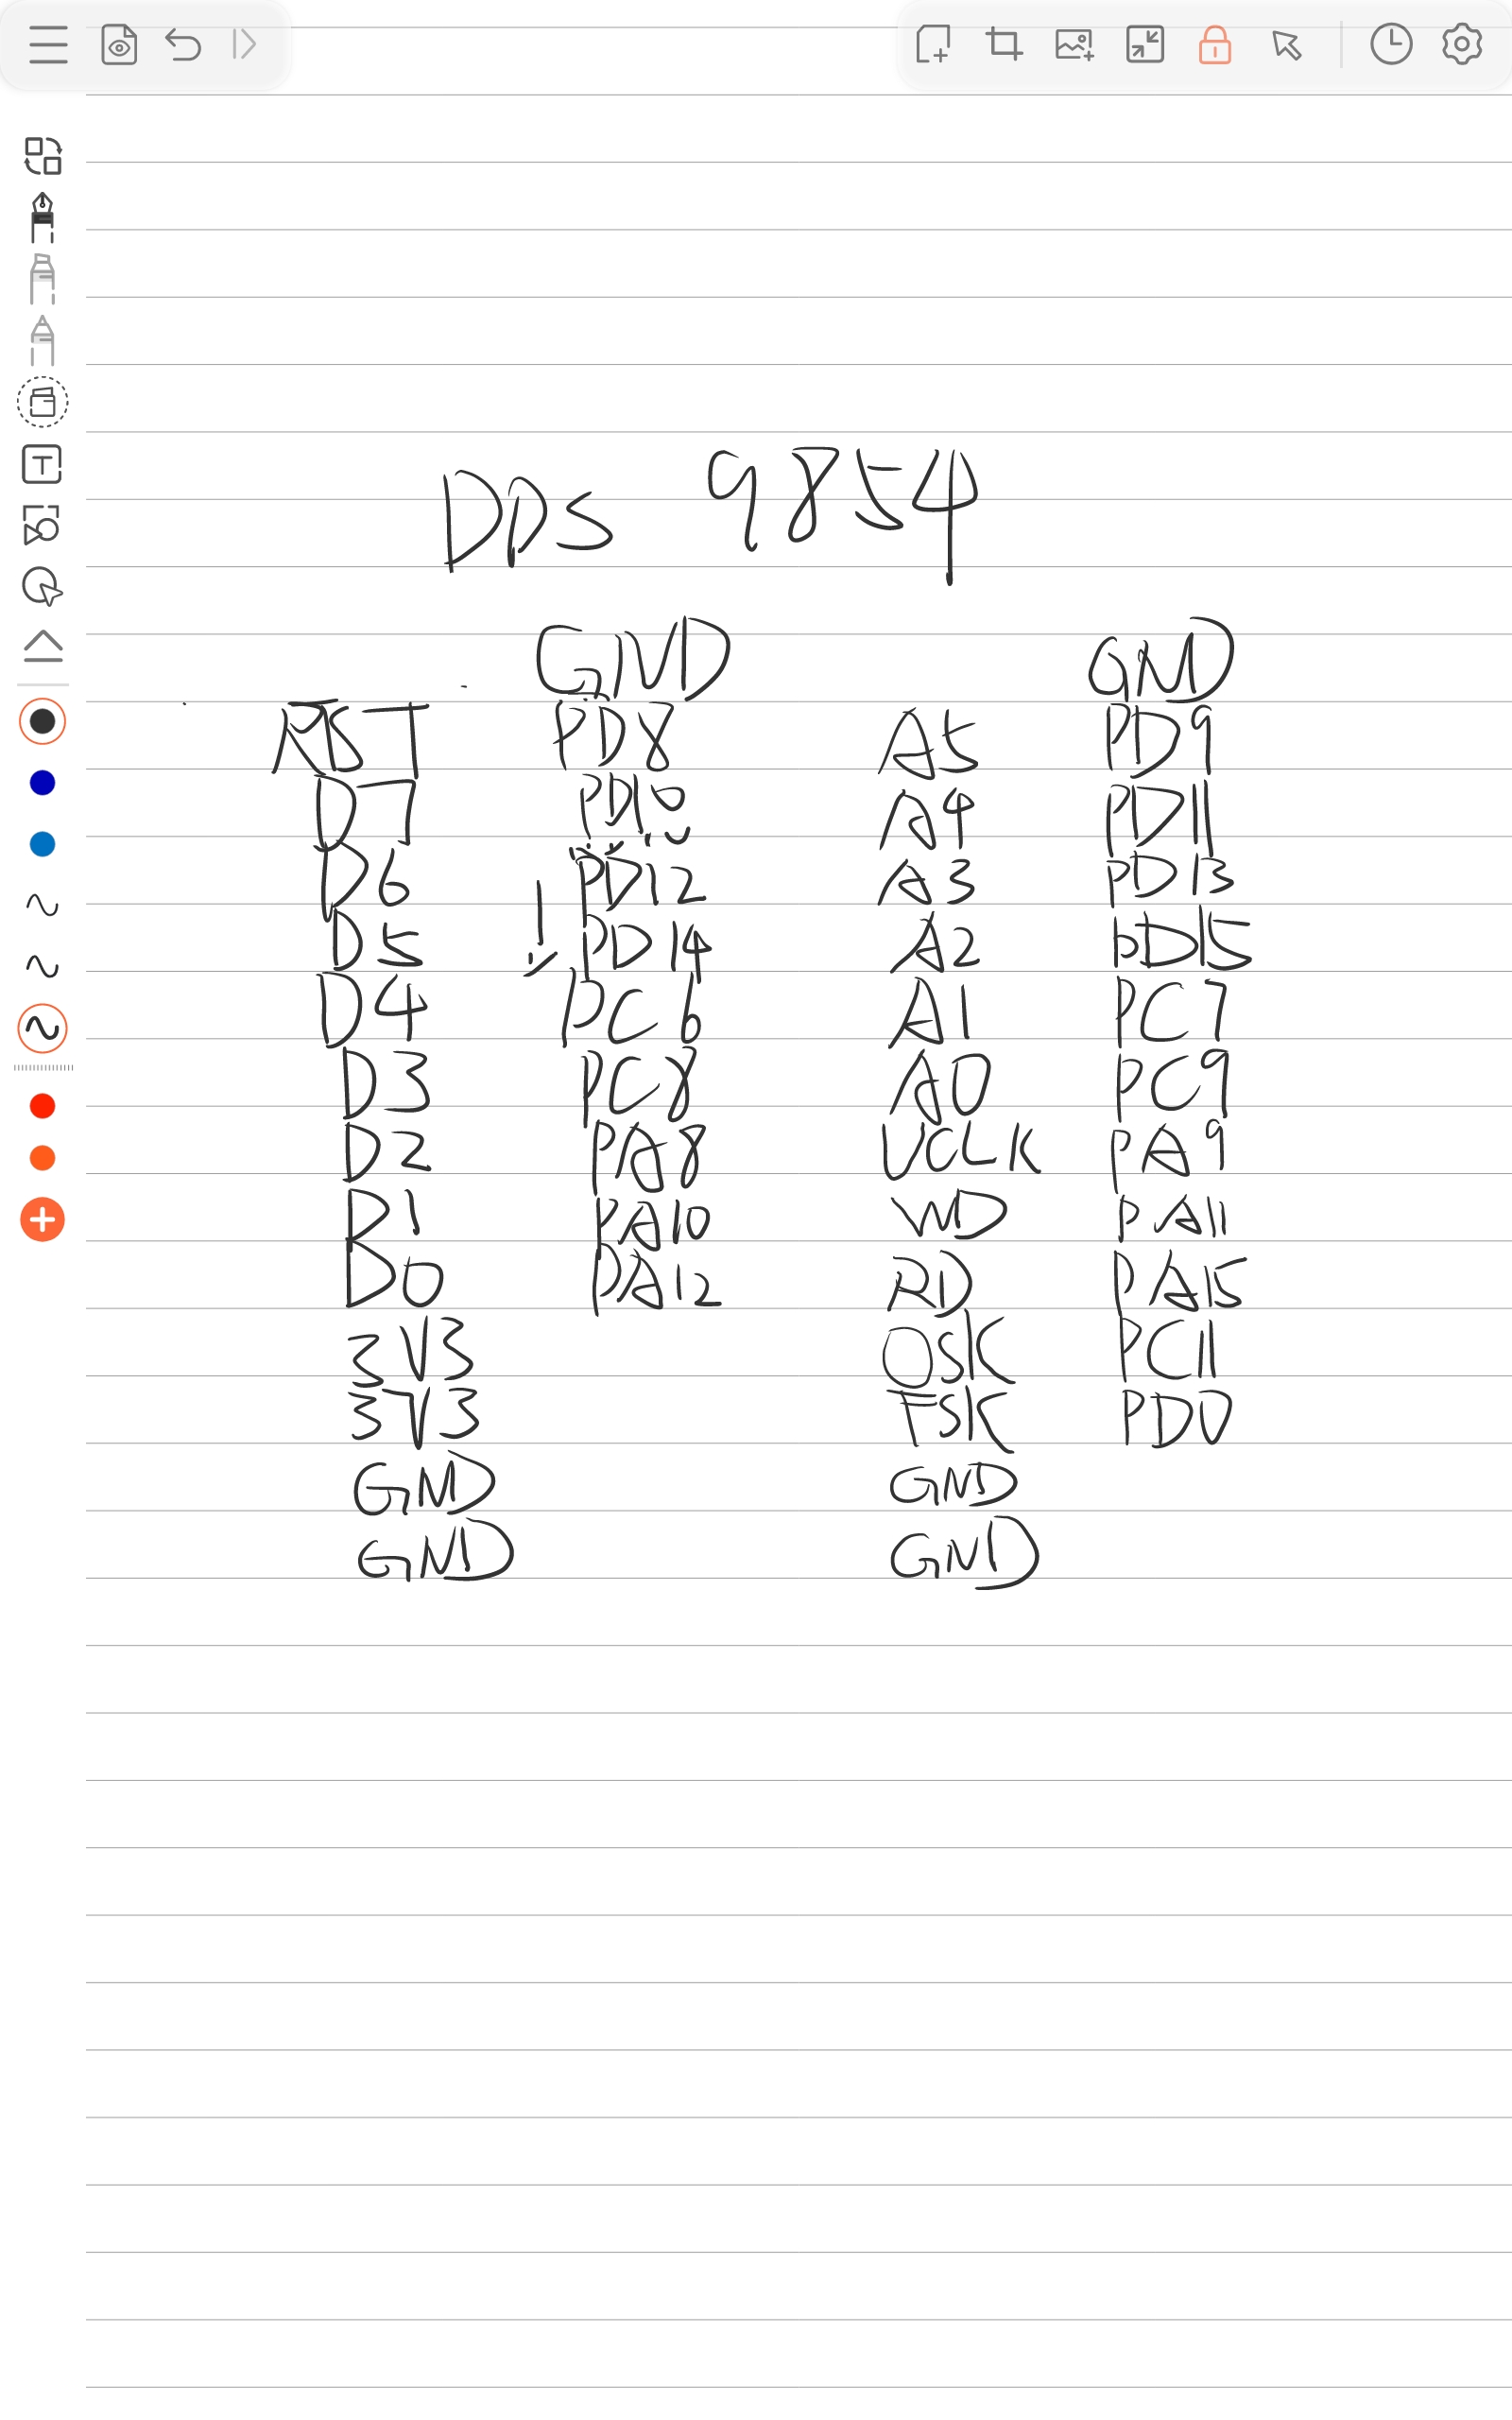 DDS 9854
GND GND
RST PD8 A5 PD9
D7 PD10 A4 PD11
D6 PD12 A3 PD13
D5 PD14 A2 PD15
D4 PC6 A1 PC7
D3 PC8 A0 PC9
D2 PA8 UCLK PA9
D1 PA10 WD PA11
D0 PA12 RD PA15
3V3 OSK PC11
3V3 FSK PD0
GND GND
GND GND